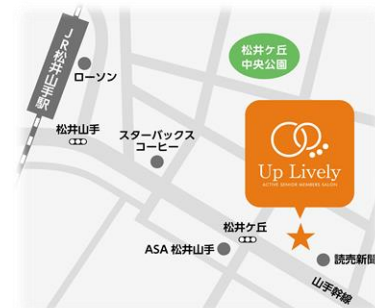 JR松井山手駅
ローソン
松井ケ丘
中央公園
松井山手
スターバックス
コーヒー
Up Lively
ACTIVE SENIOR MEMBERS SALON
松井ケ丘
ASA 松井山手
読売新聞
山手幹線